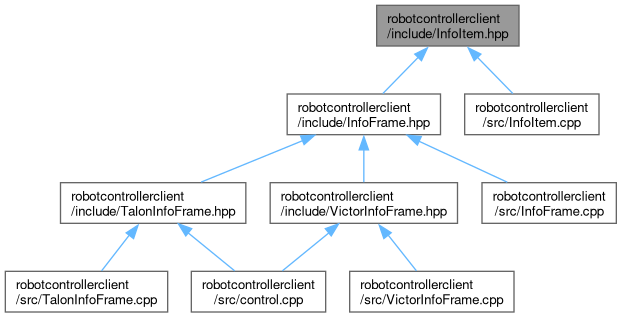 robotcontrollerclient
/include/InfoItem.hpp
robotcontrollerclient
/include/InfoFrame.hpp
robotcontrollerclient
/src/InfoItem.cpp
robotcontrollerclient
/include/TalonInfoFrame.hpp
robotcontrollerclient
/include/VictorInfoFrame.hpp
robotcontrollerclient
/src/InfoFrame.cpp
robotcontrollerclient
/src/TalonInfoFrame.cpp
robotcontrollerclient
/src/control.cpp
robotcontrollerclient
/src/VictorInfoFrame.cpp